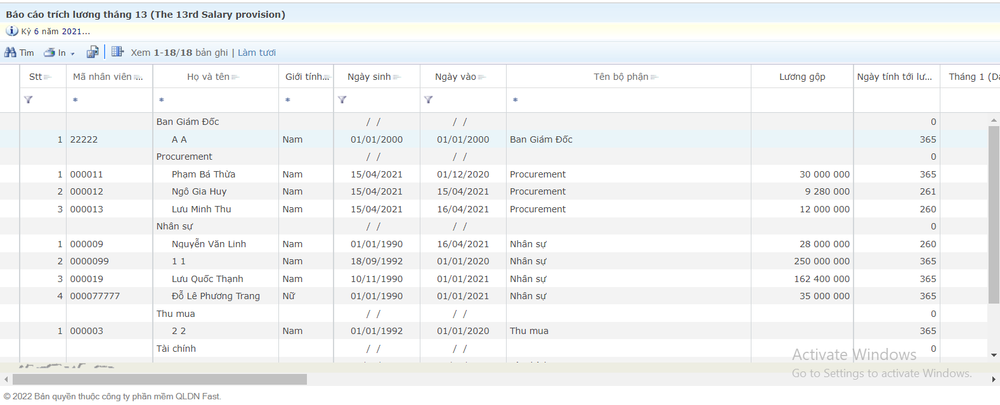 Báo cáo trích lương tháng 13 (The 13rd Salary provision)
Kỳ 6 năm 2021...
Tìm In Xem 1-18/18 bản ghi | Làm tươi
Stt Mã nhân viên... Họ và tên Giới tính... Ngày sinh Ngày vào Tên bộ phận Lương gộp Ngày tính tới lư... Tháng 1 (Da
* * * *
Ban Giám Đốc / / / / 0
1 22222 A A Nam 01/01/2000 01/01/2000 Ban Giám Đốc 365
Procurement / / / / 0
1 000011 Phạm Bá Thừa Nam 15/04/2021 01/12/2020 Procurement 30 000 000 365
2 000012 Ngô Gia Huy Nam 15/04/2021 15/04/2021 Procurement 9 280 000 261
3 000013 Lưu Minh Thu Nam 15/04/2021 16/04/2021 Procurement 12 000 000 260
Nhân sự / / / / 0
1 000009 Nguyễn Văn Linh Nam 01/01/1990 16/04/2021 Nhân sự 28 000 000 260
2 0000099 1 1 Nam 18/09/1992 01/01/2020 Nhân sự 250 000 000 365
3 000019 Lưu Quốc Thạnh Nam 10/11/1990 01/01/2021 Nhân sự 162 400 000 365
4 000077777 Đỗ Lê Phương Trang Nữ 01/01/1990 01/01/2021 Nhân sự 35 000 000 365
Thu mua / / / / 0
1 000003 2 2 Nam 01/01/1992 01/01/2020 Thu mua 365
Tài chính / / / / 0
Activate Windows
Go to Settings to activate Windows.
© 2022 Bản quyền thuộc công ty phần mềm QLDN Fast.